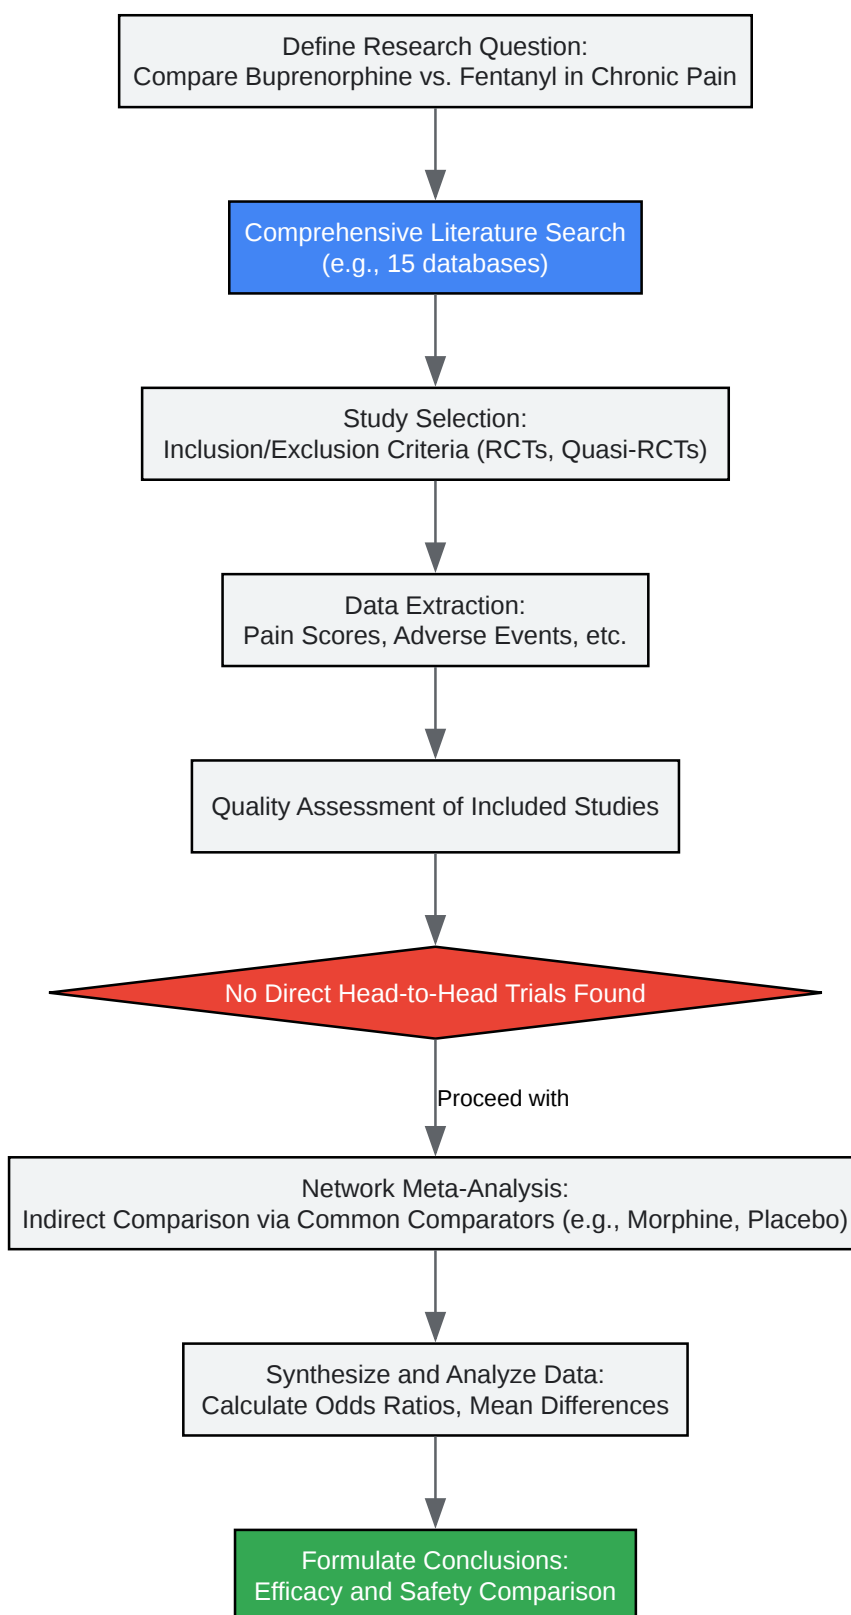 Define Research Question:
Compare Buprenorphine vs. Fentanyl in Chronic Pain
Comprehensive Literature Search
(e.g., 15 databases)
Study Selection:
Inclusion/Exclusion Criteria (RCTs, Quasi-RCTs)
Data Extraction:
Pain Scores, Adverse Events, etc.
Quality Assessment of Included Studies
No Direct Head-to-Head Trials Found
Proceed with
Network Meta-Analysis:
Indirect Comparison via Common Comparators (e.g., Morphine, Placebo)
Synthesize and Analyze Data:
Calculate Odds Ratios, Mean Differences
Formulate Conclusions:
Efficacy and Safety Comparison